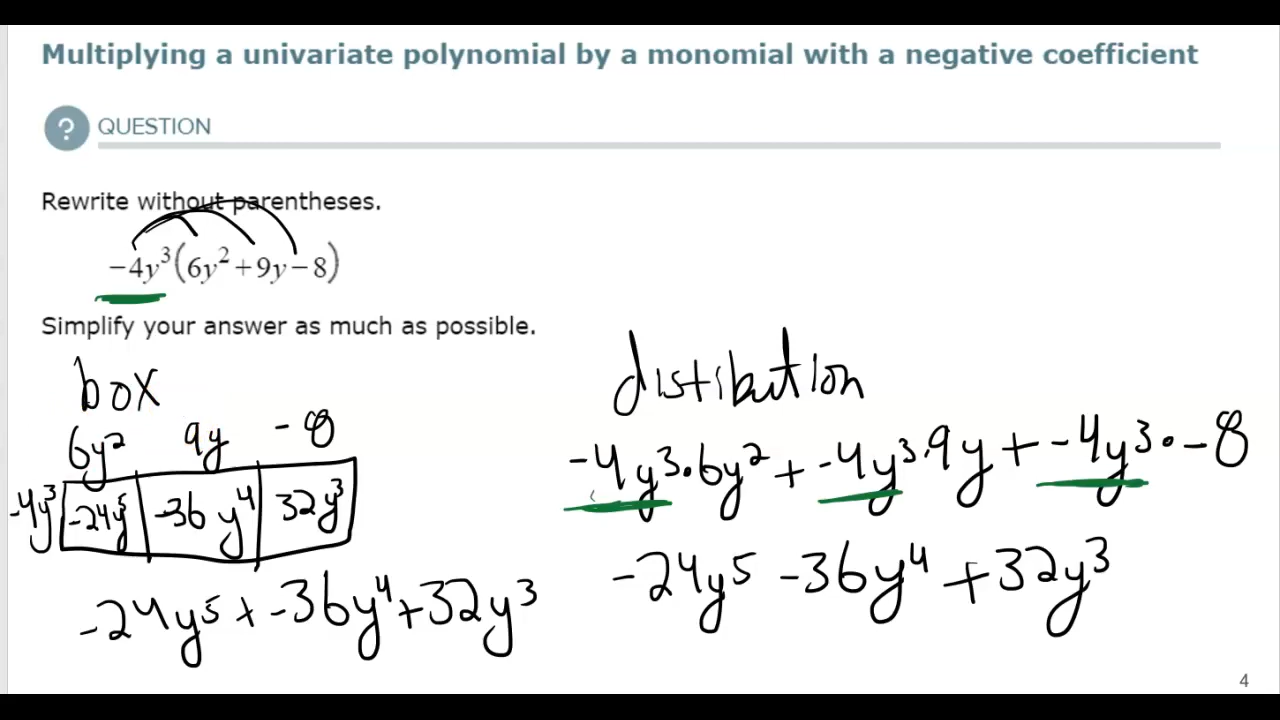 Multiplying a univariate polynomial by a monomial with a negative coefficient
? QUESTION
Rewrite without parentheses.
-4y³(6y²+9y-8)
Simplify your answer as much as possible.
box
6y² 9y -8
-4y³ -24y⁵ -36y⁴ 32y³
-24y⁵ + -36y⁴ + 32y³
distibution
-4y³·6y² + -4y³·9y + -4y³·-8
-24y⁵ -36y⁴ +32y³
4